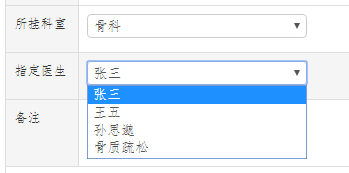 所挂科室 骨科
指定医生 张三
张三
王五
孙思邈
骨质疏松
备注